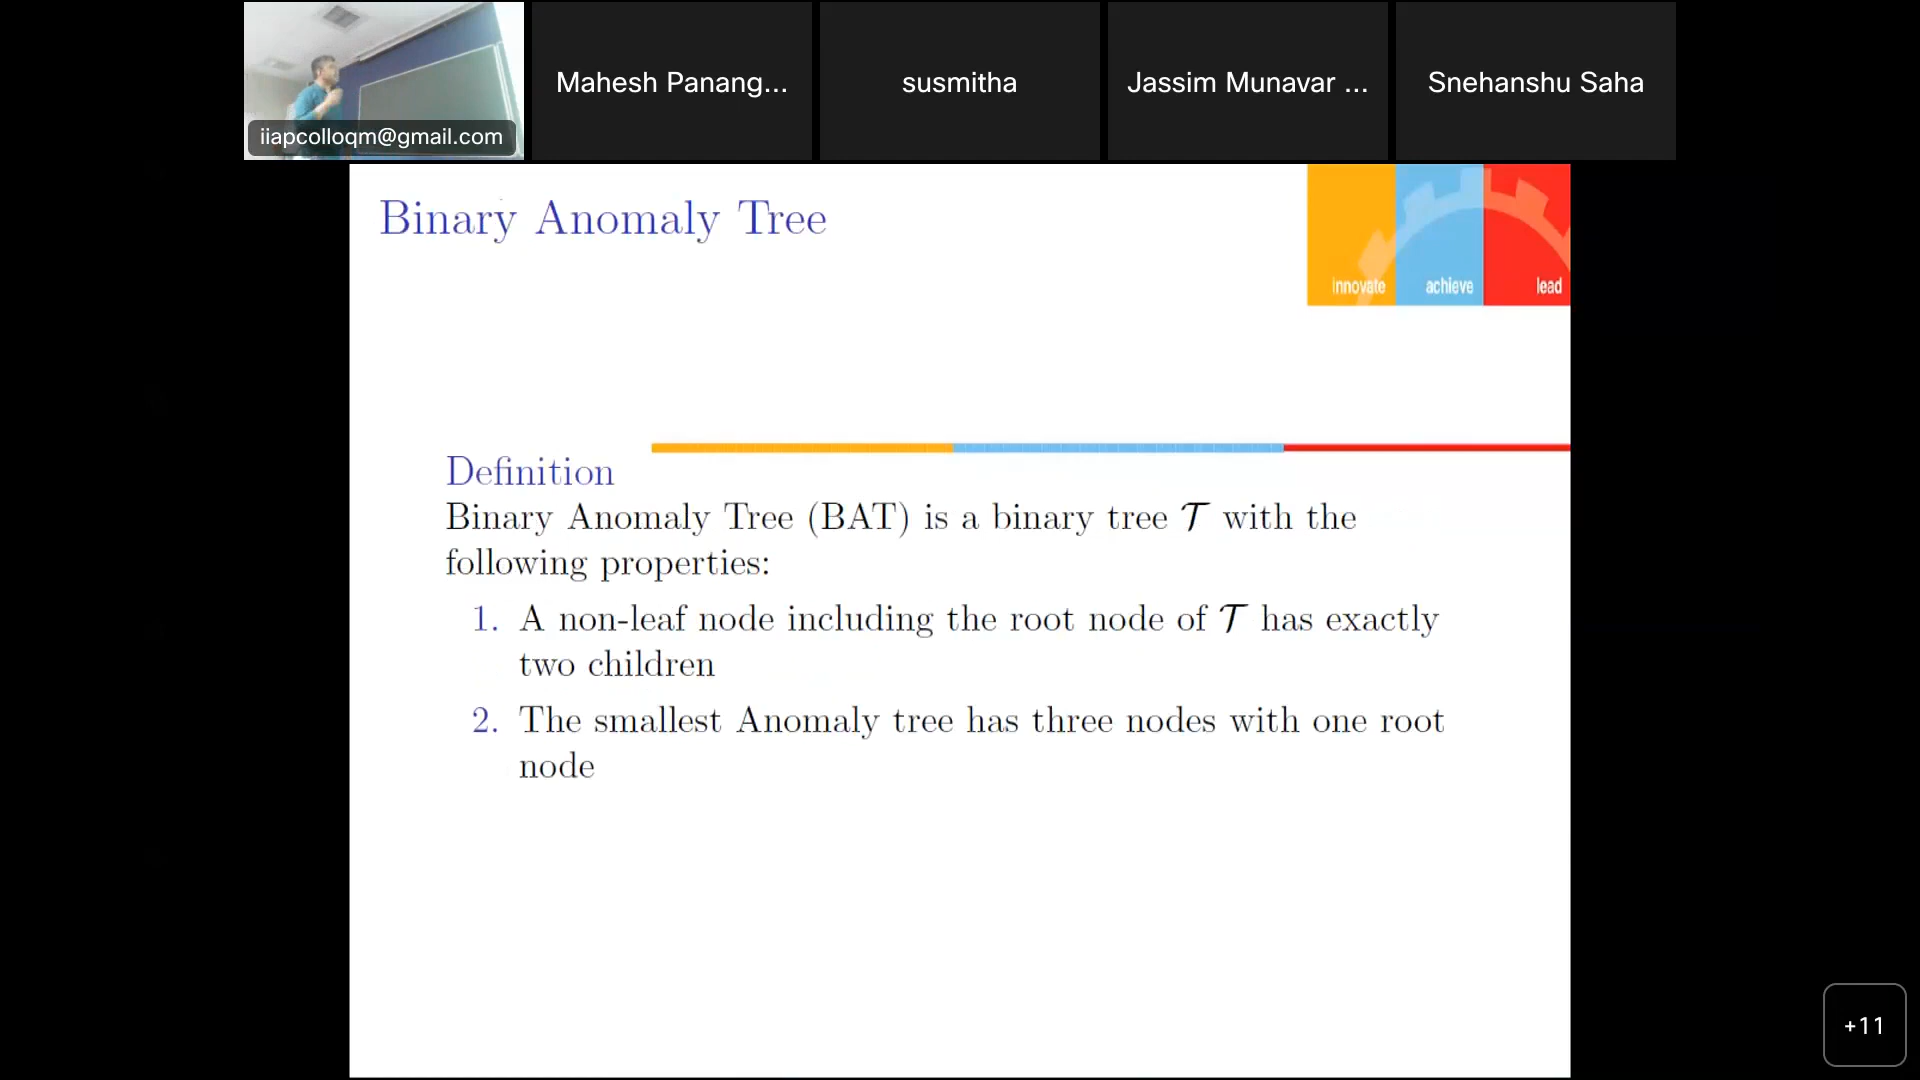 Mahesh Panang...
susmitha
Jassim Munavar ...
Snehanshu Saha
iiapcolloqm@gmail.com
Binary Anomaly Tree
innovate
achieve
lead
Definition
Binary Anomaly Tree (BAT) is a binary tree 𝒯 with the
following properties:
1. A non-leaf node including the root node of 𝒯 has exactly
two children
2. The smallest Anomaly tree has three nodes with one root
node
+11